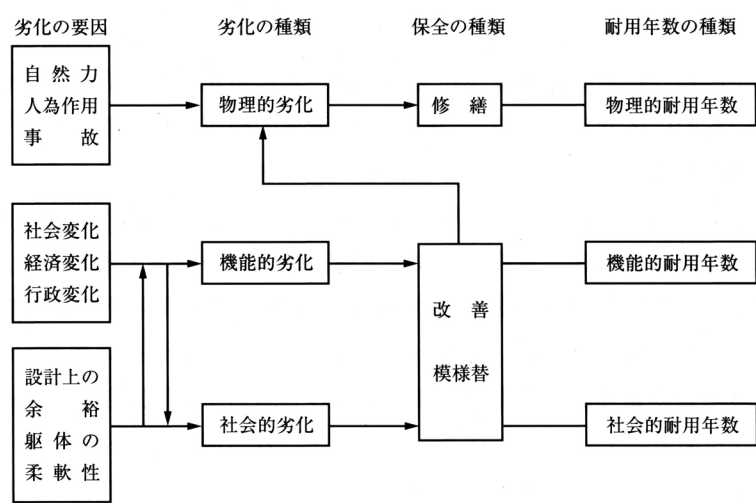 劣化の要因
劣化の種類
保全の種類
耐用年数の種類
自然力
人為作用
事故
物理的劣化
修繕
物理的耐用年数
社会変化
経済変化
行政変化
機能的劣化
改善
模様替
機能的耐用年数
設計上の
余裕
躯体の
柔軟性
社会的劣化
社会的耐用年数